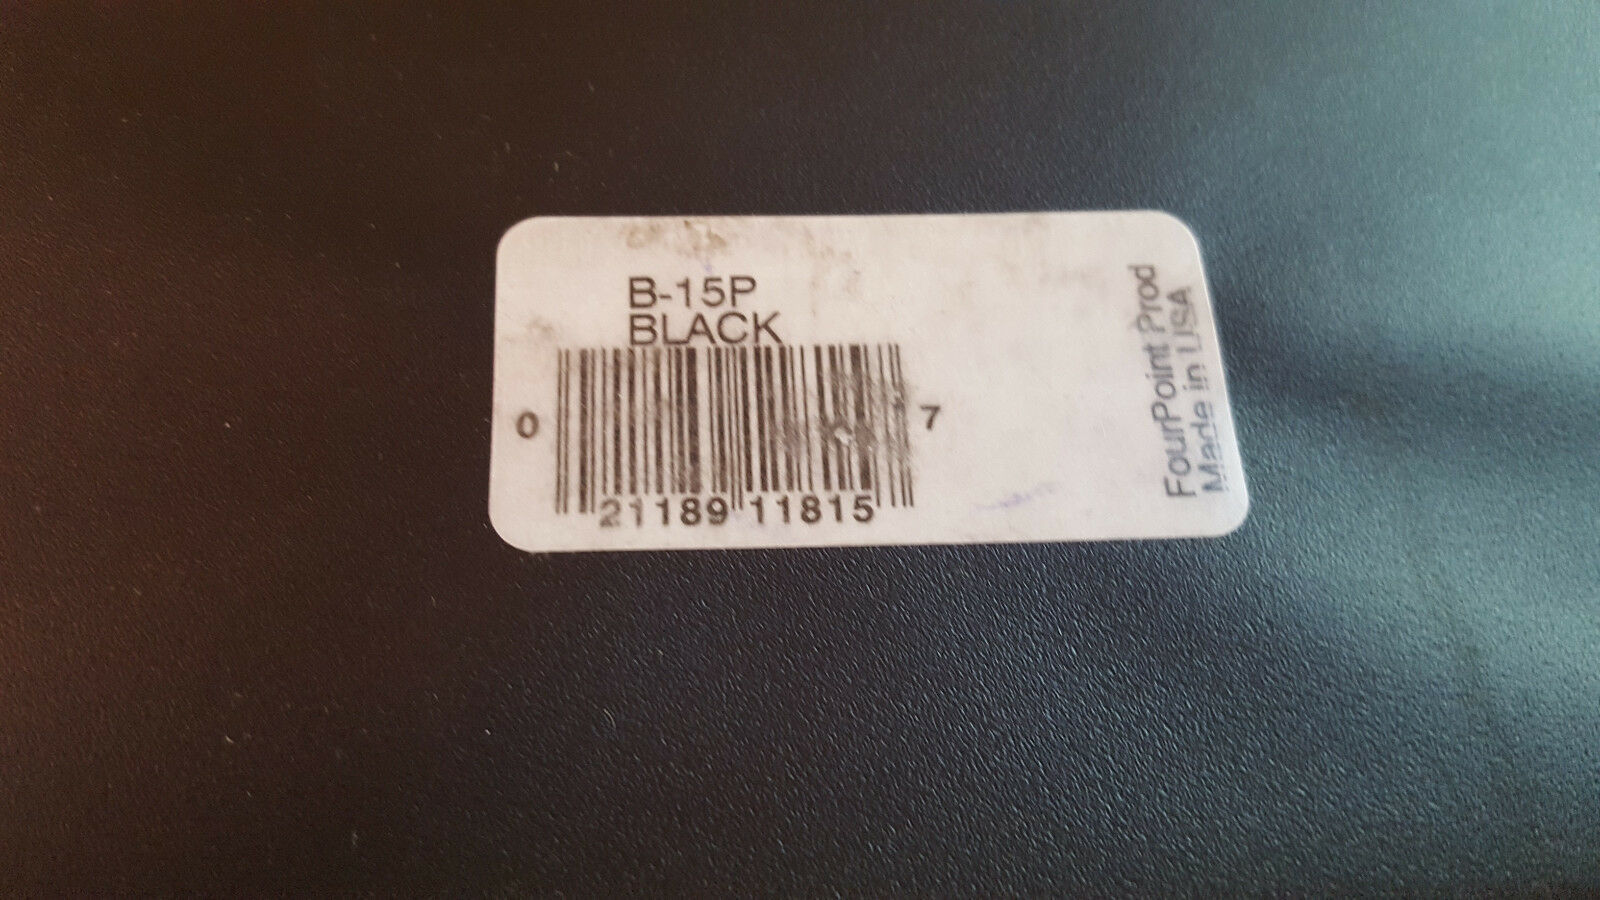 B-15P
BLACK
0 21189 11815 7
FourPoint Prod
Made in USA